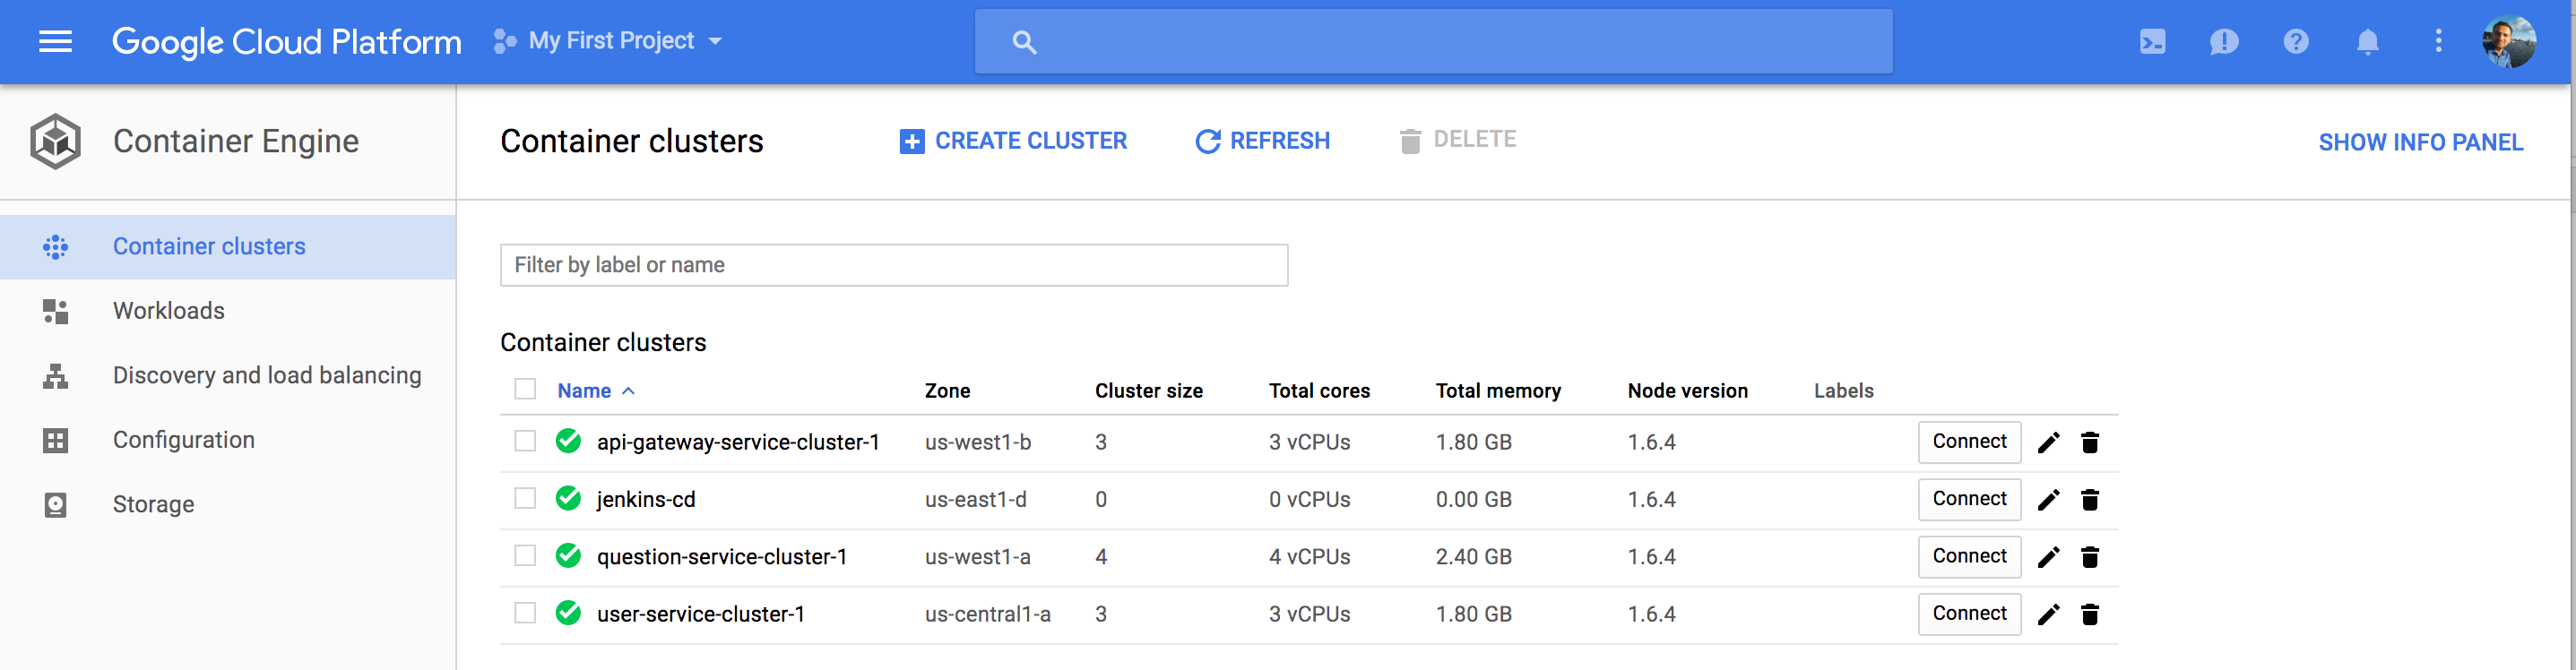 Google Cloud Platform My First Project
Container Engine
Container clusters CREATE CLUSTER REFRESH DELETE SHOW INFO PANEL
Container clusters
Workloads
Discovery and load balancing
Configuration
Storage
Filter by label or name
Container clusters
Name Zone Cluster size Total cores Total memory Node version Labels
api-gateway-service-cluster-1 us-west1-b 3 3 vCPUs 1.80 GB 1.6.4 Connect
jenkins-cd us-east1-d 0 0 vCPUs 0.00 GB 1.6.4 Connect
question-service-cluster-1 us-west1-a 4 4 vCPUs 2.40 GB 1.6.4 Connect
user-service-cluster-1 us-central1-a 3 3 vCPUs 1.80 GB 1.6.4 Connect